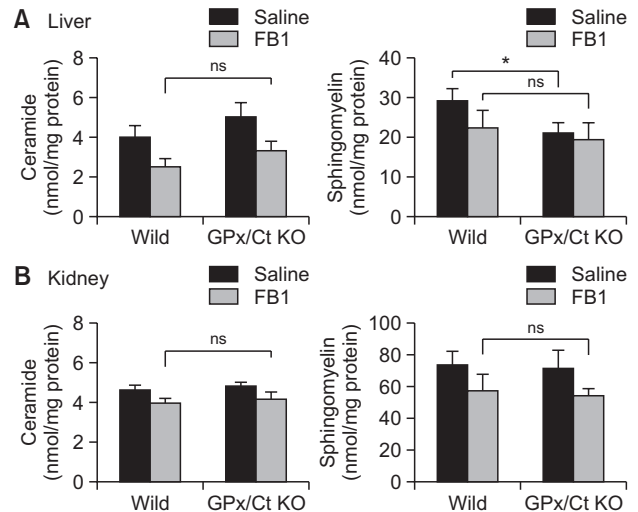 A Liver
Saline
FB1
Saline
FB1
Ceramide
(nmol/mg protein)
8
6
4
2
0
ns
Wild
GPx/Ct KO
Sphingomyelin
(nmol/mg protein)
40
30
20
10
0
*
ns
Wild
GPx/Ct KO
B Kidney
Saline
FB1
Saline
FB1
Ceramide
(nmol/mg protein)
8
6
4
2
0
ns
Wild
GPx/Ct KO
Sphingomyelin
(nmol/mg protein)
100
80
60
40
20
0
ns
Wild
GPx/Ct KO